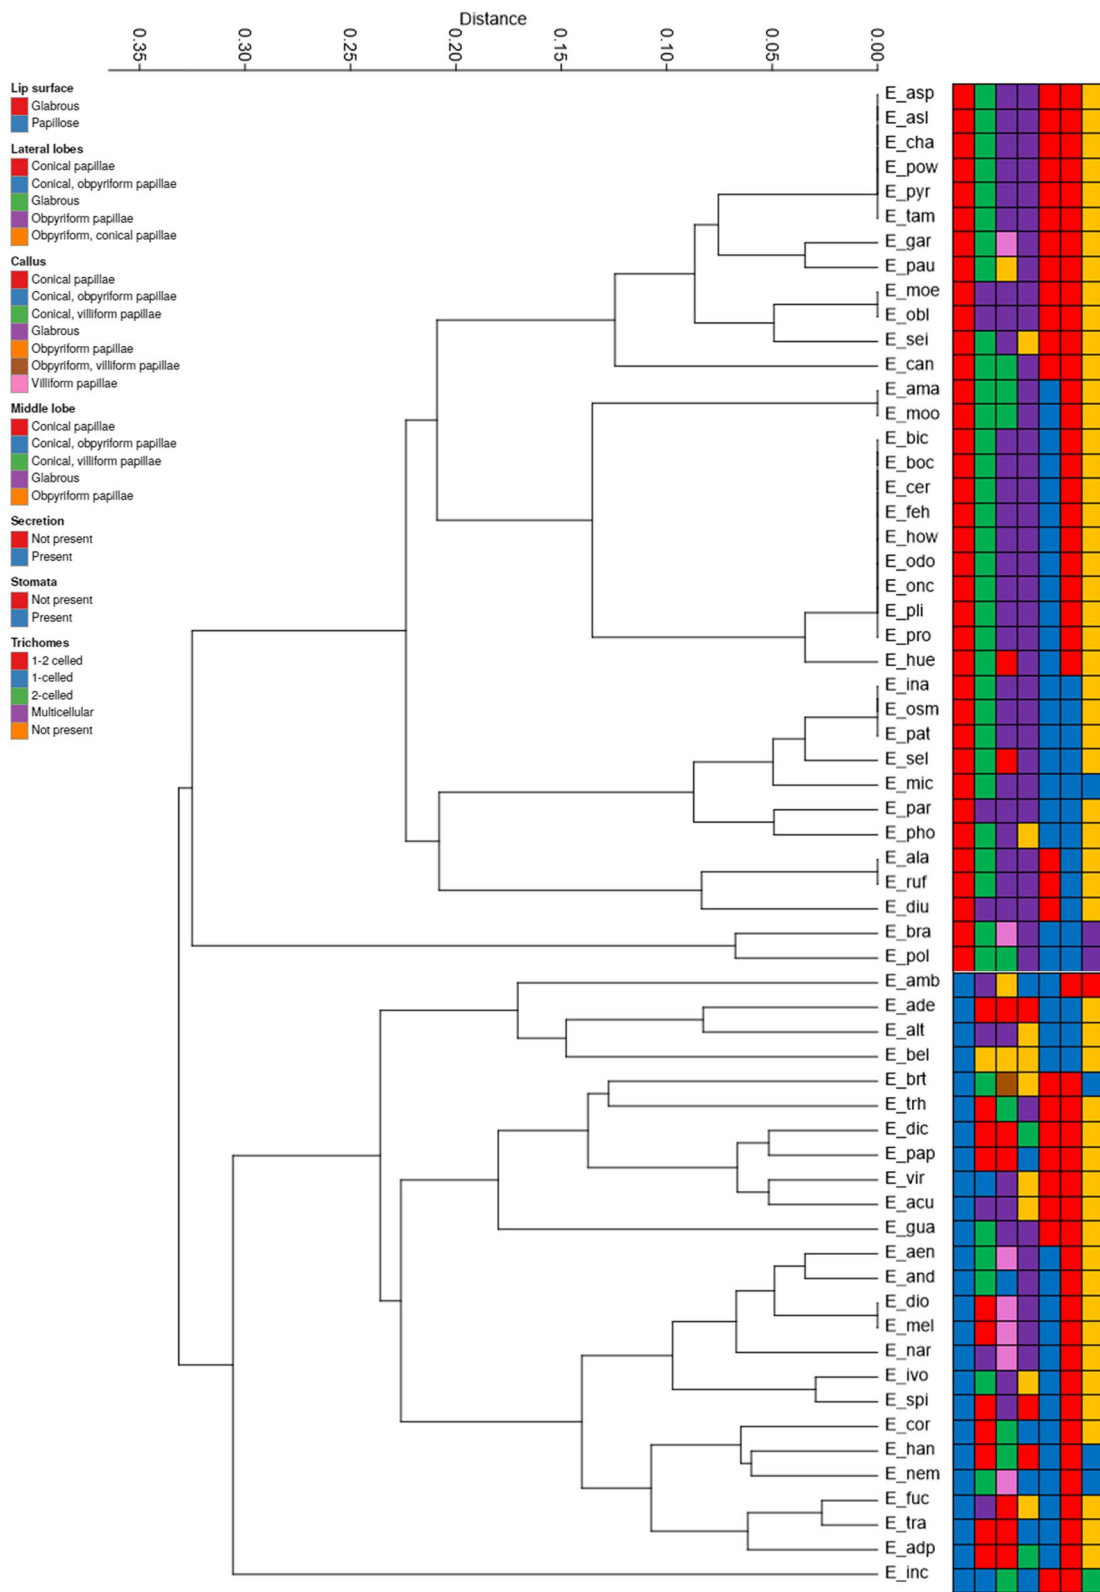 Distance
0.35
0.30
0.25
0.20
0.15
0.10
0.05
0.00
Lip surface
Glabrous
Papillose
Lateral lobes
Conical papillae
Conical, obpyriform papillae
Glabrous
Obpyriform papillae
Obpyriform, conical papillae
Callus
Conical papillae
Conical, obpyriform papillae
Conical, villiform papillae
Glabrous
Obpyriform papillae
Obpyriform, villiform papillae
Villiform papillae
Middle lobe
Conical papillae
Conical, obpyriform papillae
Conical, villiform papillae
Glabrous
Obpyriform papillae
Secretion
Not present
Present
Stomata
Not present
Present
Trichomes
1-2 celled
1-celled
2-celled
Multicellular
Not present
E_asp
E_asl
E_cha
E_pow
E_pyr
E_tam
E_gar
E_pau
E_moe
E_obl
E_sei
E_can
E_ama
E_moo
E_bic
E_boc
E_cer
E_feh
E_how
E_odo
E_onc
E_pli
E_pro
E_hue
E_ina
E_osm
E_pat
E_sel
E_mic
E_par
E_pho
E_ala
E_ruf
E_diu
E_bra
E_pol
E_amb
E_ade
E_alt
E_bel
E_brt
E_trh
E_dic
E_pap
E_vir
E_acu
E_gua
E_aen
E_and
E_dio
E_mel
E_nar
E_ivo
E_spi
E_cor
E_han
E_nem
E_fuc
E_tra
E_adp
E_inc